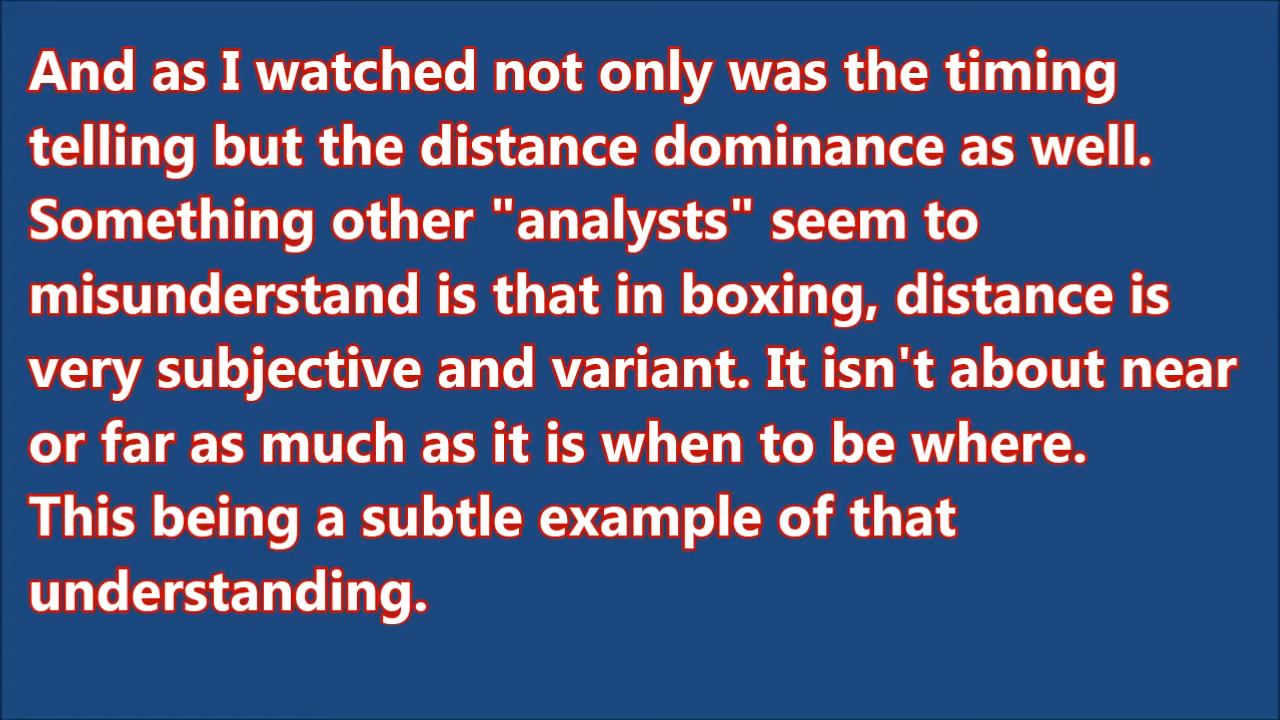 And as I watched not only was the timing
telling but the distance dominance as well.
Something other "analysts" seem to
misunderstand is that in boxing, distance is
very subjective and variant. It isn't about near
or far as much as it is when to be where.
This being a subtle example of that
understanding.